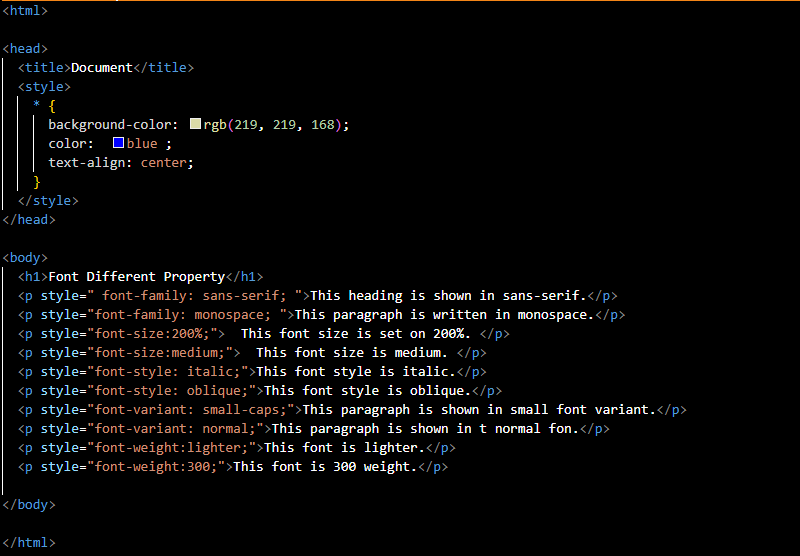 <html>
<head>
<title>Document</title>
<style>
* {
background-color: rgb(219, 219, 168);
color: blue ;
text-align: center;
}
</style>
</head>
<body>
<h1>Font Different Property</h1>
<p style=" font-family: sans-serif; ">This heading is shown in sans-serif.</p>
<p style="font-family: monospace; ">This paragraph is written in monospace.</p>
<p style="font-size:200%;">  This font size is set on 200%. </p>
<p style="font-size:medium;">  This font size is medium. </p>
<p style="font-style: italic;">This font style is italic.</p>
<p style="font-style: oblique;">This font style is oblique.</p>
<p style="font-variant: small-caps;">This paragraph is shown in small font variant.</p>
<p style="font-variant: normal;">This paragraph is shown in t normal fon.</p>
<p style="font-weight:lighter;">This font is lighter.</p>
<p style="font-weight:300;">This font is 300 weight.</p>
</body>
</html>